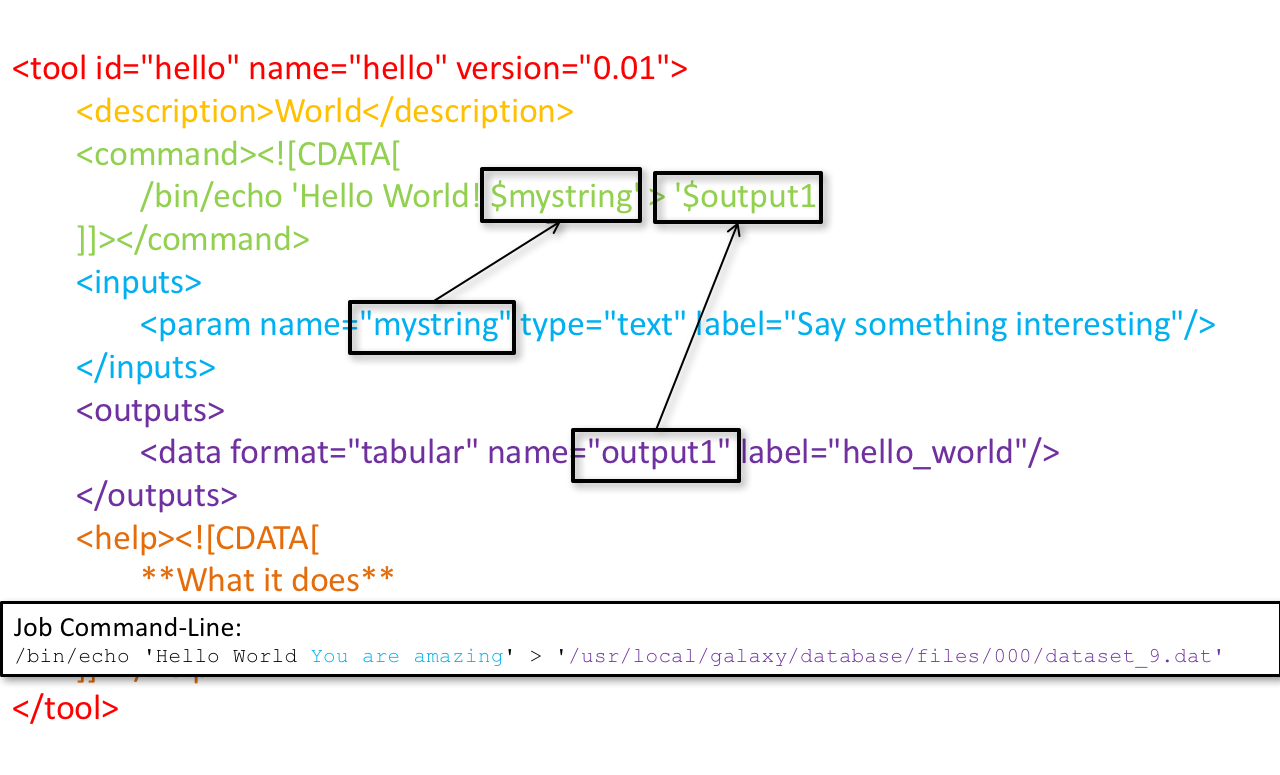 <tool id="hello" name="hello" version="0.01">
<description>World</description>
<command><![CDATA[
/bin/echo 'Hello World! $mystring' > '$output1
]]></command>
<inputs>
<param name="mystring" type="text" label="Say something interesting"/>
</inputs>
<outputs>
<data format="tabular" name="output1" label="hello_world"/>
</outputs>
<help><![CDATA[
**What it does**
Job Command-Line:
/bin/echo 'Hello World You are amazing' > '/usr/local/galaxy/database/files/000/dataset_9.dat'
</tool>